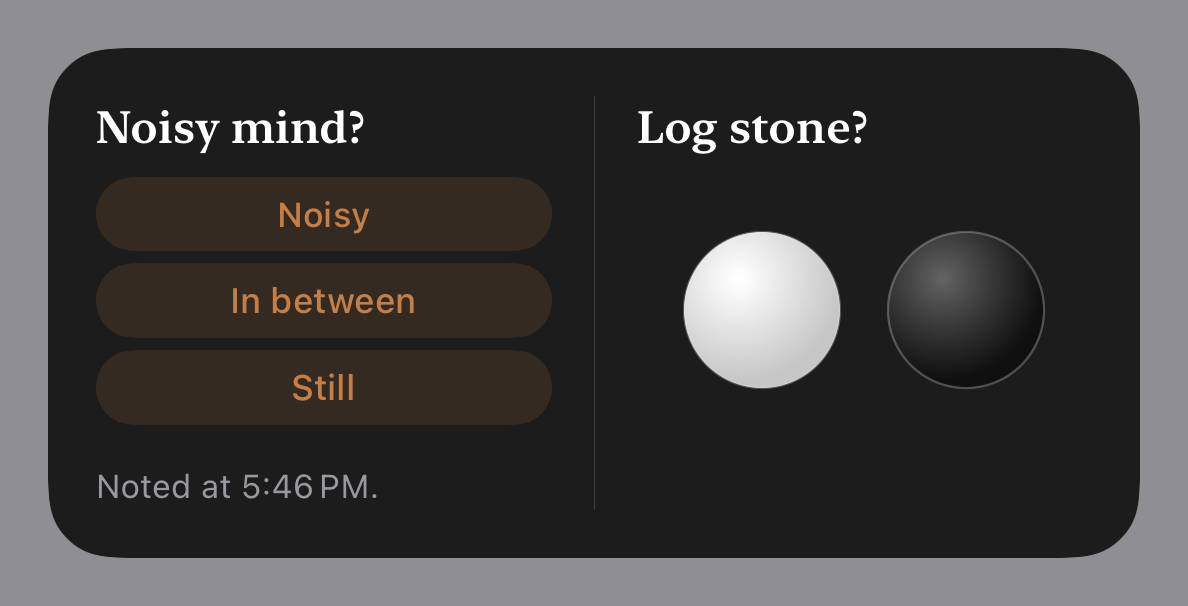 Noisy mind?
Noisy
In between
Still
Noted at 5:46 PM.
Log stone?